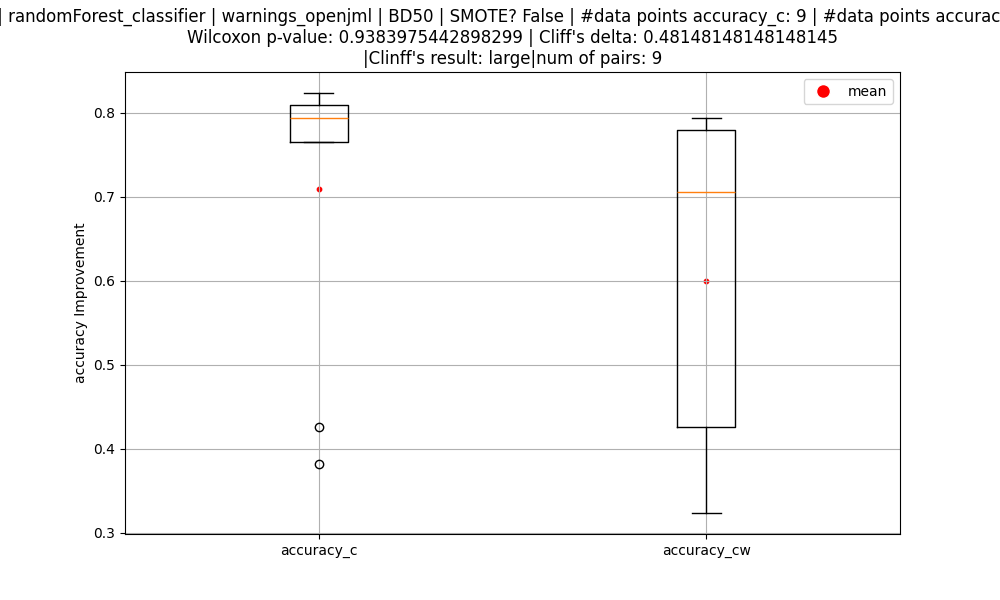 | randomForest_classifier | warnings_openjml | BD50 | SMOTE? False | #data points accuracy_c: 9 | #data points
Wilcoxon p-value: 0.9383975442898299 | Cliff's delta: 0.48148148148148145
|Clinff's result: large|num of pairs: 9
mean
0.8
0.7
0.6
0.5
0.4
0.3
accuracy Improvement
accuracy_c
accuracy_cw